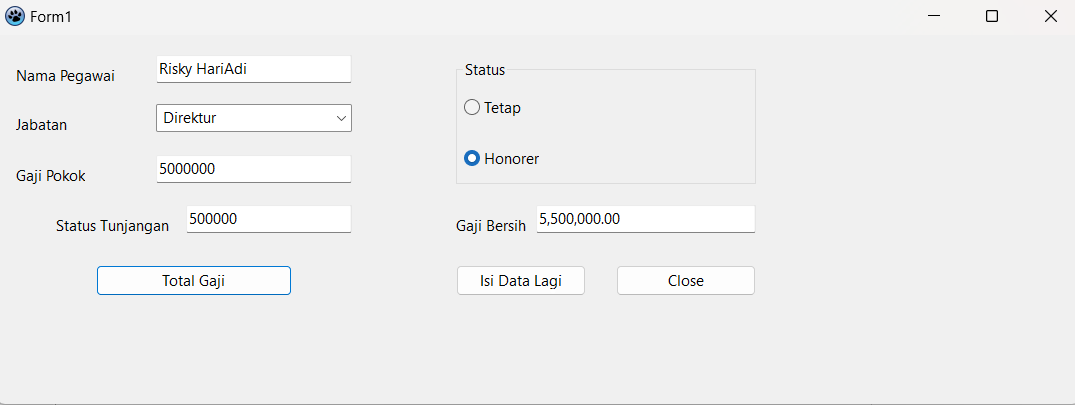 Form1
Nama Pegawai Risky HariAdi
Jabatan Direktur
Gaji Pokok 5000000
Status Tunjangan 500000
Total Gaji
Status
Tetap
Honorer
Gaji Bersih 5,500,000.00
Isi Data Lagi Close